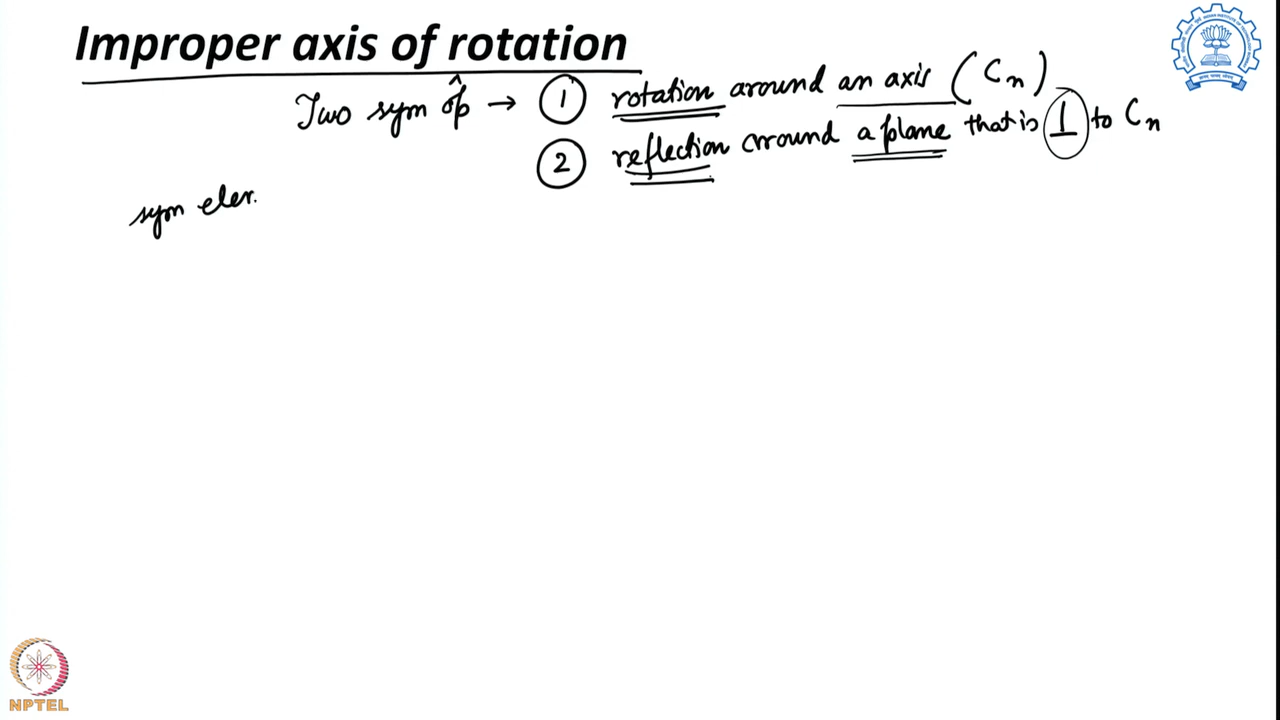 Improper axis of rotation
Two sym op → ① rotation around an axis (Cn)
② reflection around a plane that is ⊥ to Cn
sym eler.
NPTEL